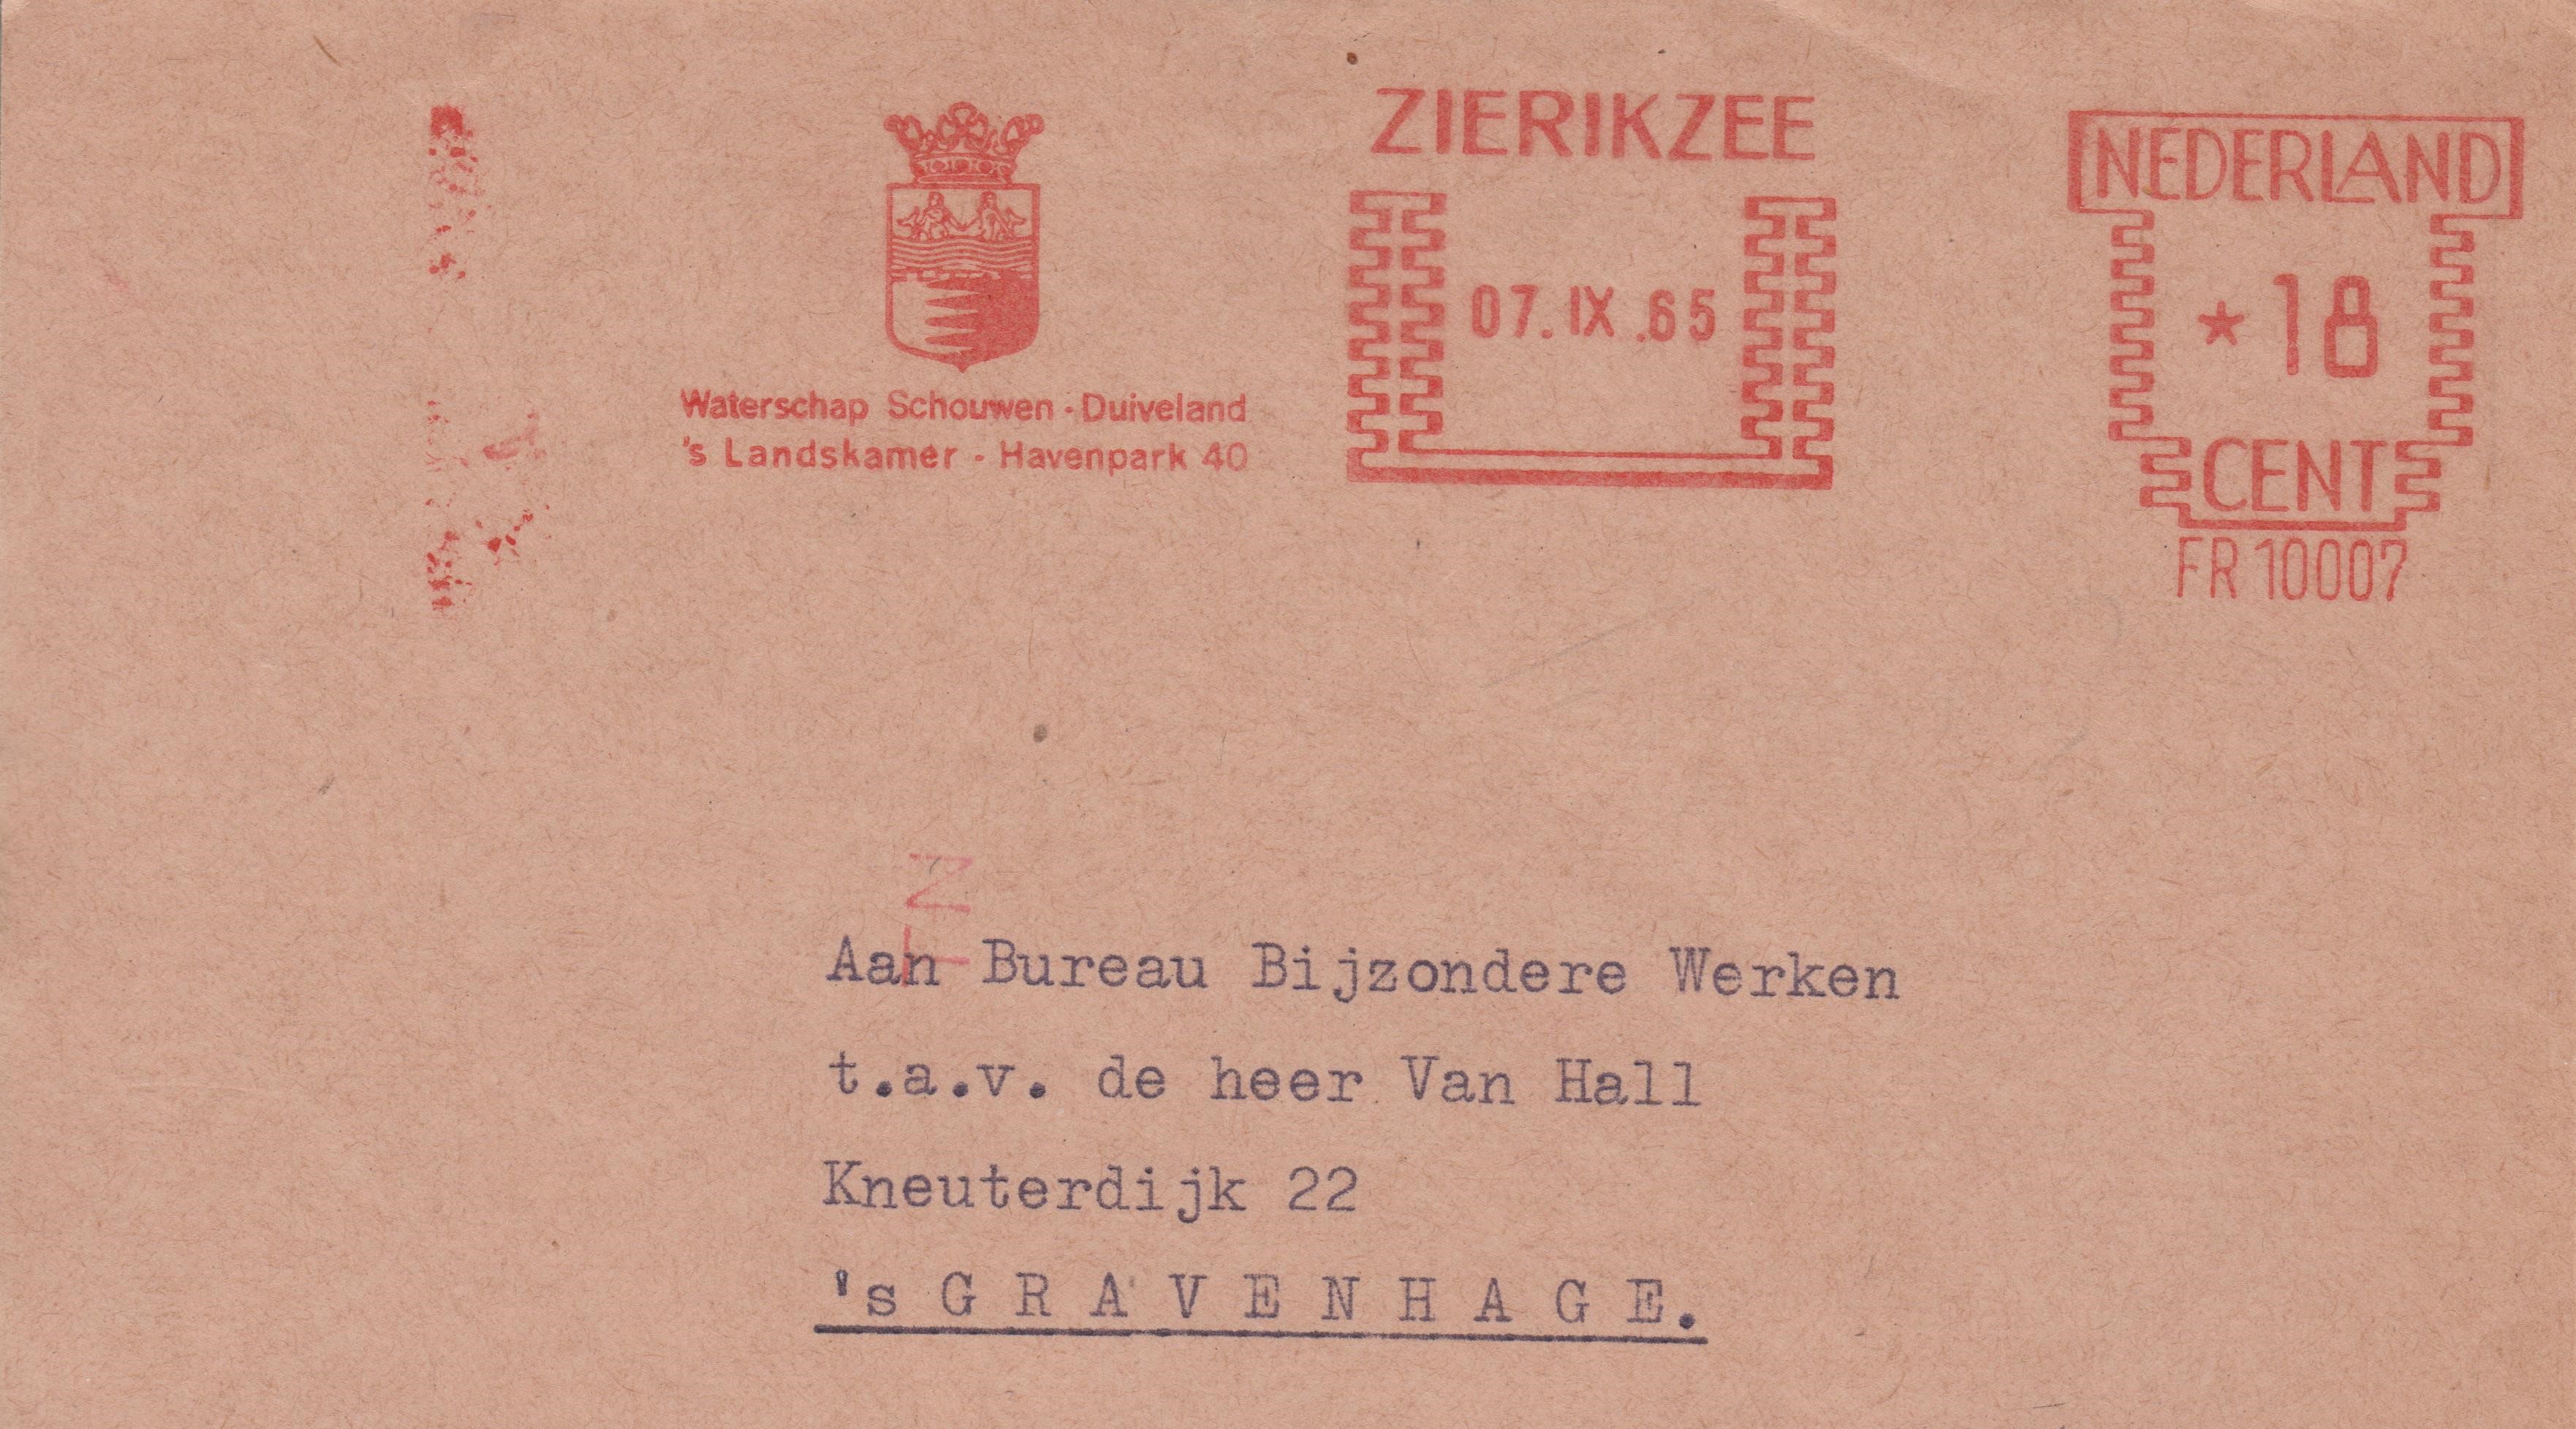 ZIERIKZEE
NEDERLAND
07. IX .65
* 18
CENT
FR 10007
Waterschap Schouwen - Duiveland
's Landskamer - Havenpark 40
Aan Bureau Bijzondere Werken
t.a.v. de heer Van Hall
Kneuterdijk 22
's G R A V E N H A G E.